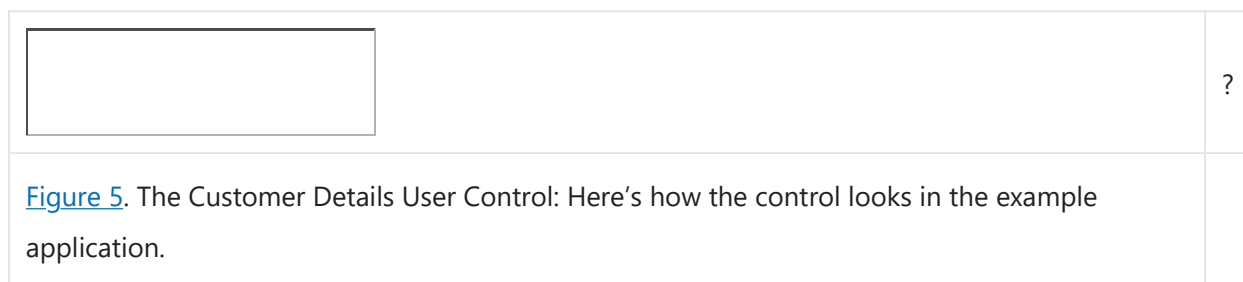 ?
Figure 5. The Customer Details User Control: Here’s how the control looks in the example
application.